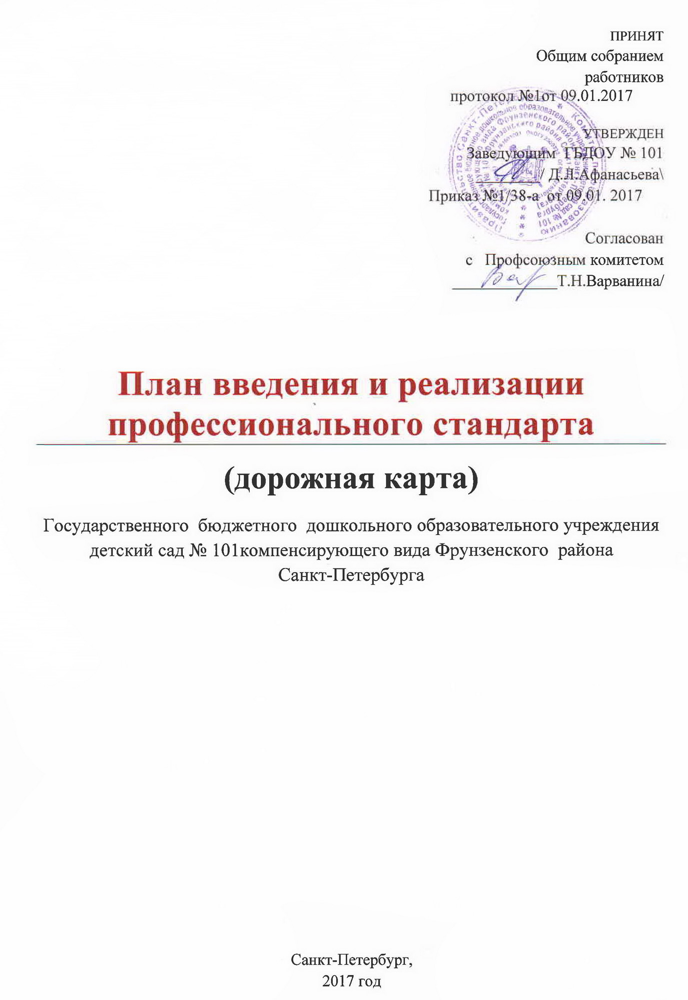 ПРИНЯТ
Общим собранием
работников
протокол №1от 09.01.2017
УТВЕРЖДЕН
Заведующим ГБДОУ № 101
/ Д.Л.Афанасьева\
Приказ №1/38-а от 09.01. 2017
Согласован
с Профсоюзным комитетом
Т.Н.Варванина/
План введения и реализации
профессионального стандарта
(дорожная карта)
Государственного бюджетного дошкольного образовательного учреждения
детский сад № 101компенсирующего вида Фрунзенского района
Санкт-Петербурга
Санкт-Петербург,
2017 год